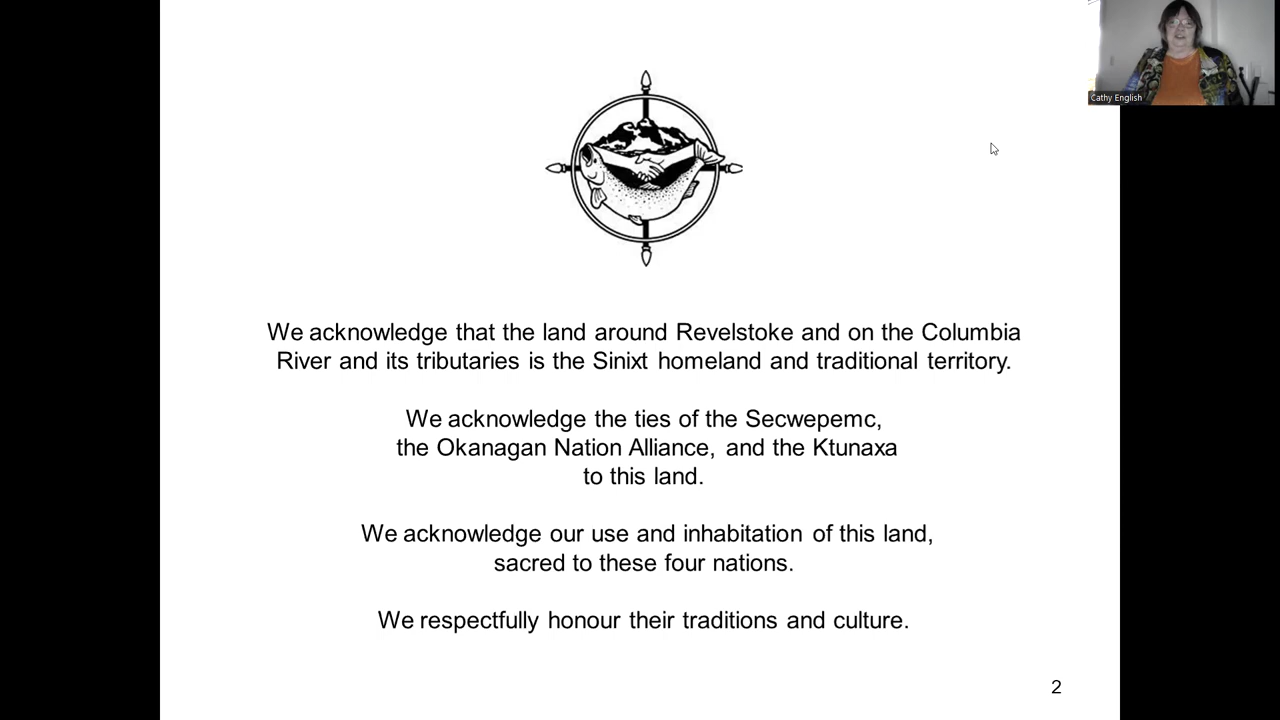 Cathy English
We acknowledge that the land around Revelstoke and on the Columbia
River and its tributaries is the Sinixt homeland and traditional territory.
We acknowledge the ties of the Secwepemc,
the Okanagan Nation Alliance, and the Ktunaxa
to this land.
We acknowledge our use and inhabitation of this land,
sacred to these four nations.
We respectfully honour their traditions and culture.
2